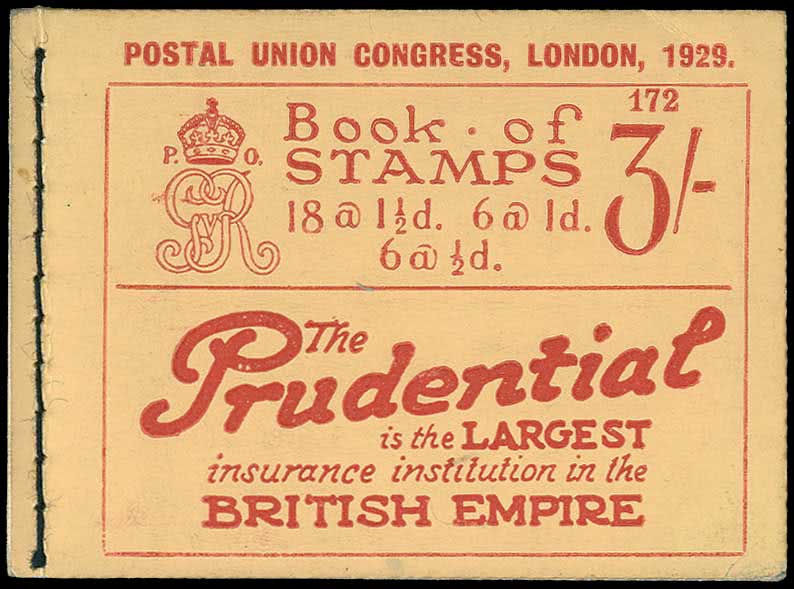 POSTAL UNION CONGRESS, LONDON, 1929.
172
P. O.
GVR
Book · of
STAMPS
3/-
18 @ 1½d. 6 @ 1d.
6 @ ½d.
The
Prudential
is the LARGEST
insurance institution in the
BRITISH EMPIRE